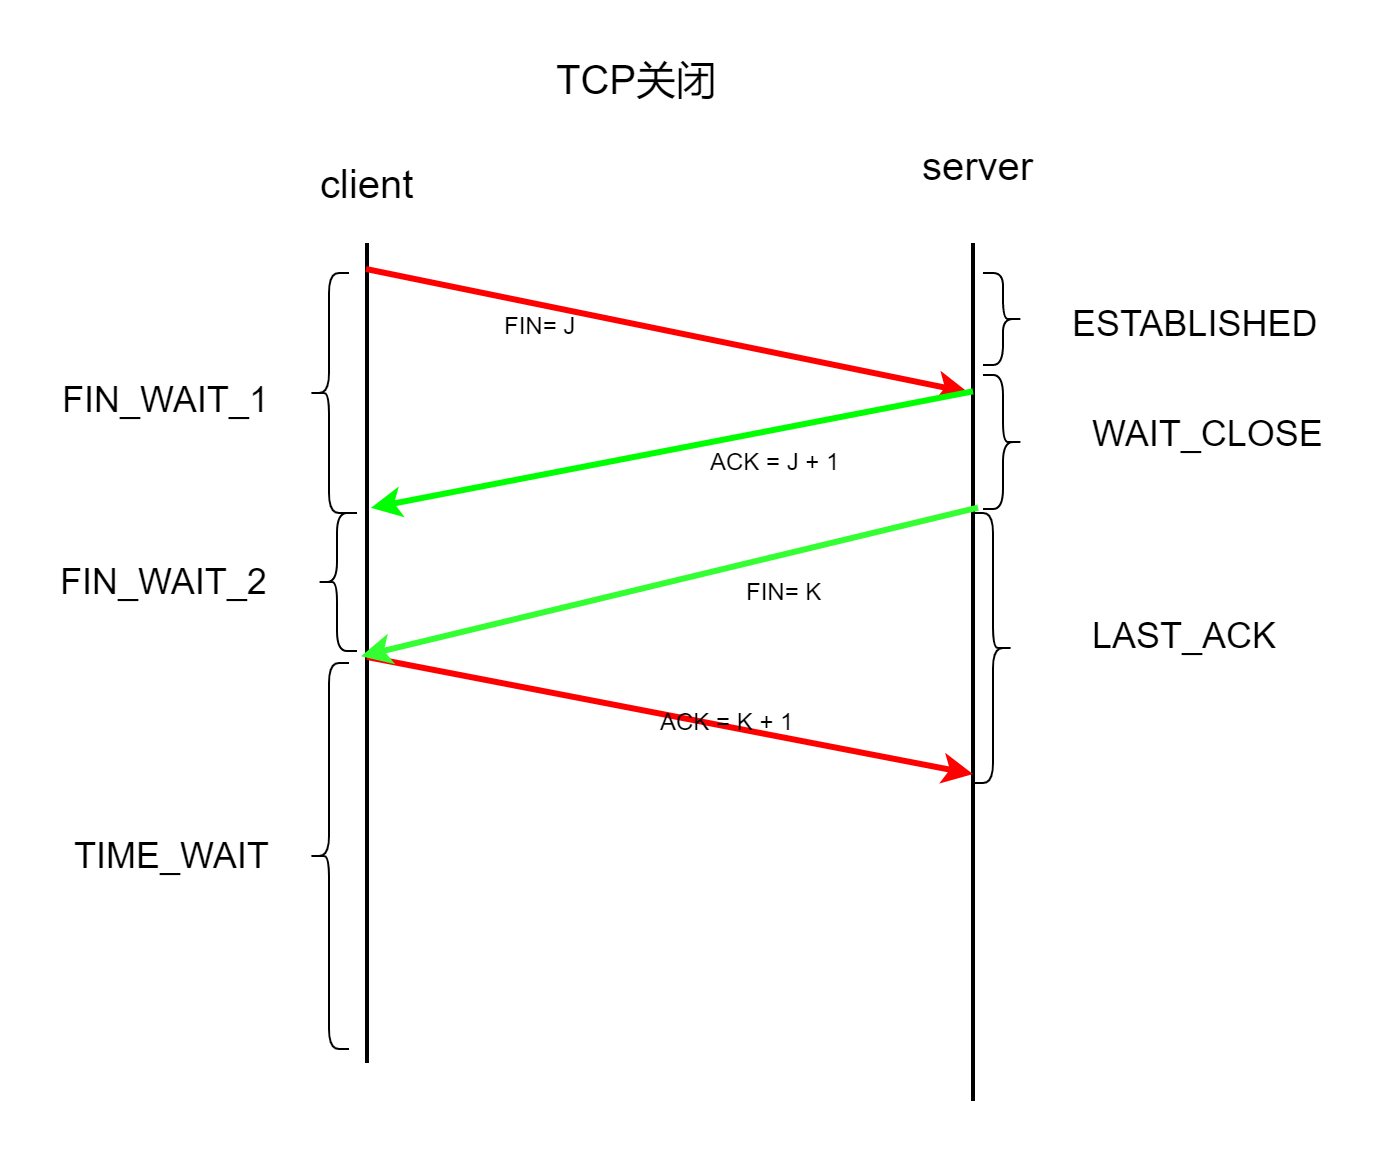 TCP关闭
client
server
FIN= J
ESTABLISHED
FIN_WAIT_1
WAIT_CLOSE
ACK = J + 1
FIN_WAIT_2
FIN= K
LAST_ACK
ACK = K + 1
TIME_WAIT